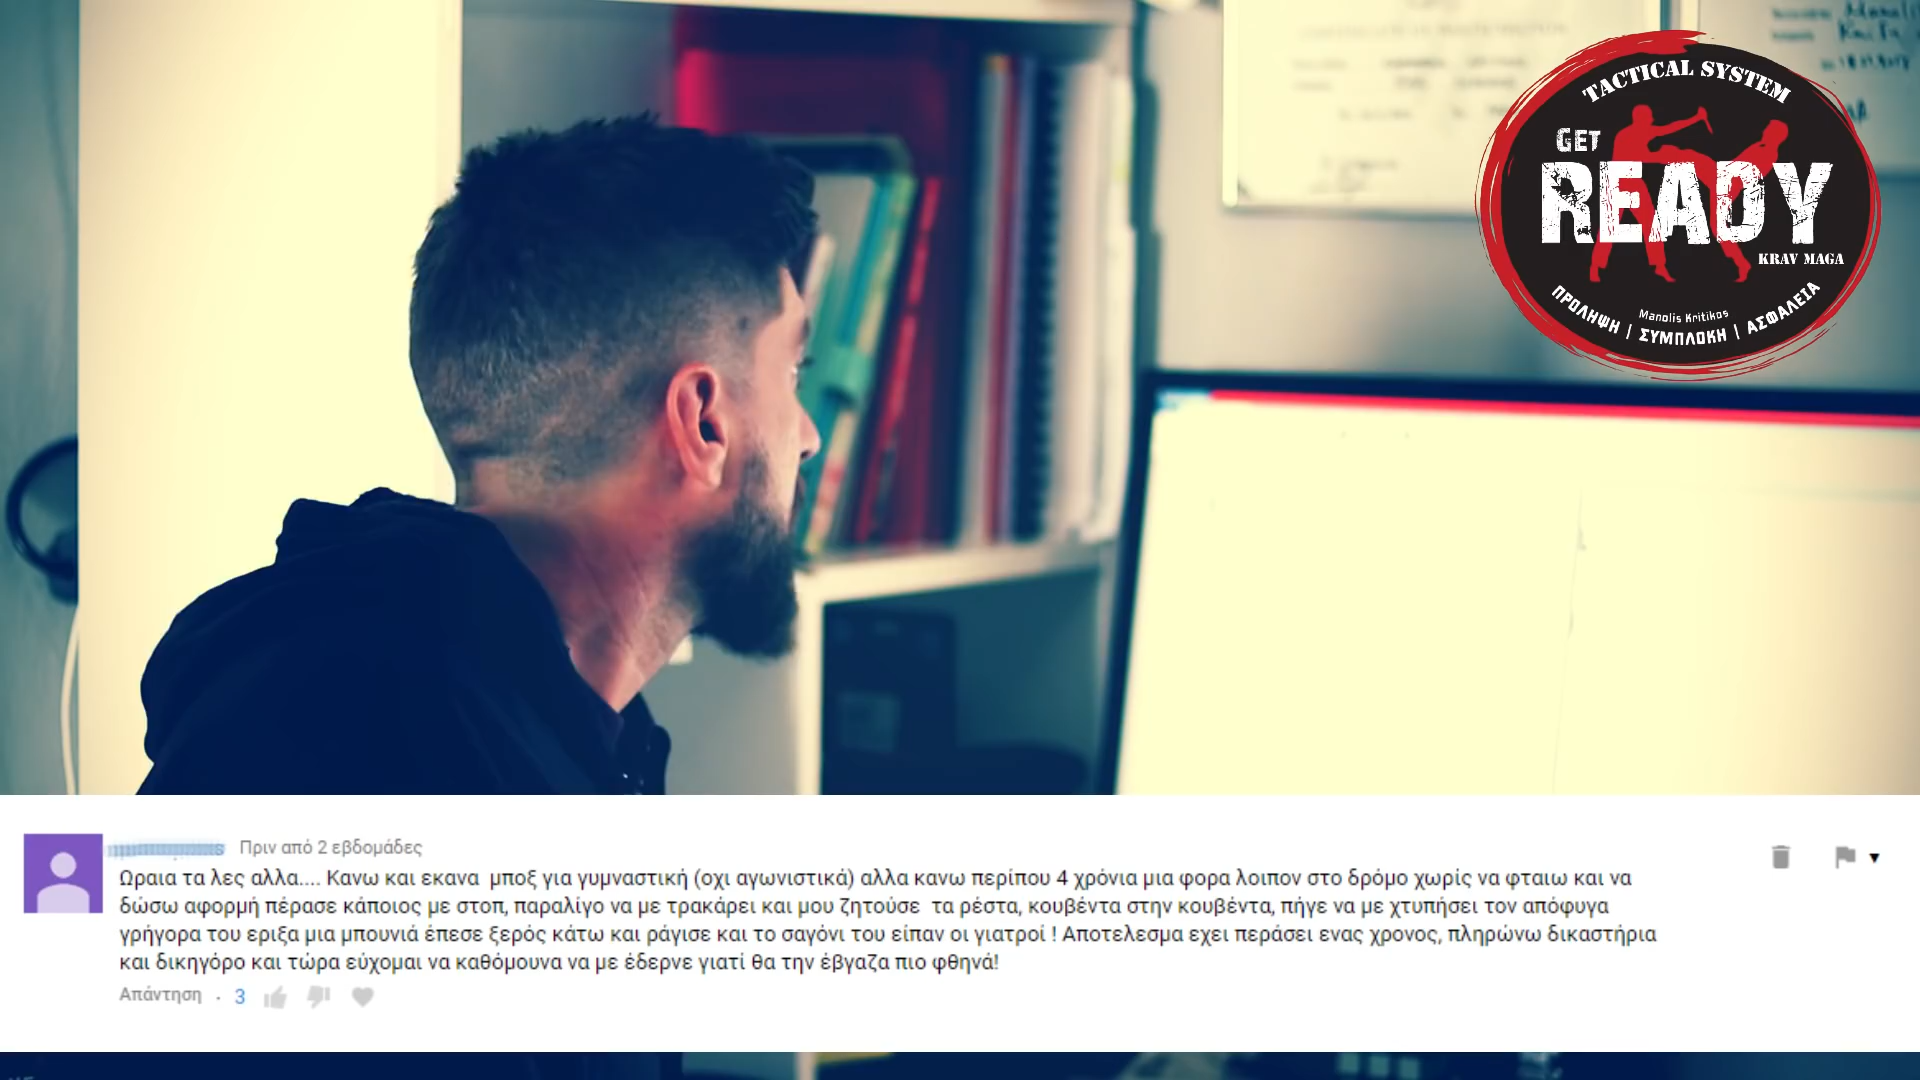 TACTICAL SYSTEM
GET
READY
KRAV MAGA
Manolis Kritikos
ΠΡΟΛΗΨΗ | ΣΥΜΠΛΟΚΗ | ΑΣΦΑΛΕΙΑ
Πριν από 2 εβδομάδες
Ωραια τα λες αλλα.... Κανω και εκανα μποξ για γυμναστική (οχι αγωνιστικά) αλλα κανω περίπου 4 χρόνια μια φορα λοιπον στο δρόμο χωρίς να φταιω και να
δώσω αφορμή πέρασε κάποιος με στοπ, παραλίγο να με τρακάρει και μου ζητούσε τα ρέστα, κουβέντα στην κουβέντα, πήγε να με χτυπήσει τον απόφυγα
γρήγορα του εριξα μια μπουνιά έπεσε ξερός κάτω και ράγισε και το σαγόνι του είπαν οι γιατροί ! Αποτελεσμα εχει περάσει ενας χρονος, πληρώνω δικαστήρια
και δικηγόρο και τώρα εύχομαι να καθόμουνα να με έδερνε γιατί θα την έβγαζα πιο φθηνά!
Απάντηση · 3